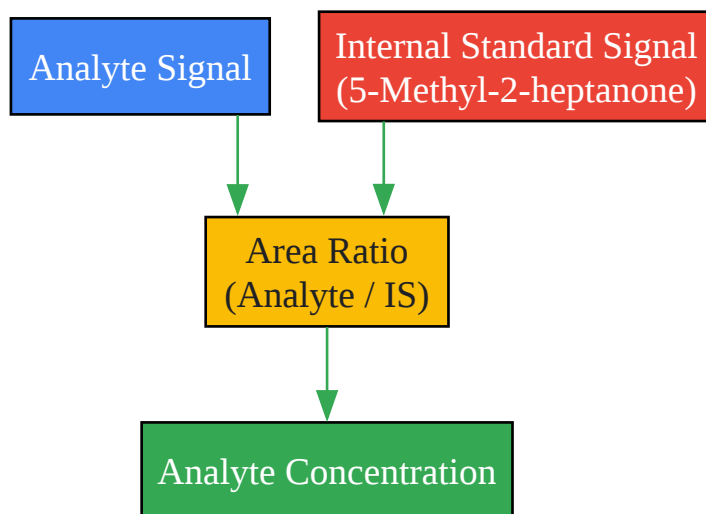 Analyte Signal
Internal Standard Signal
(5-Methyl-2-heptanone)
Area Ratio
(Analyte / IS)
Analyte Concentration